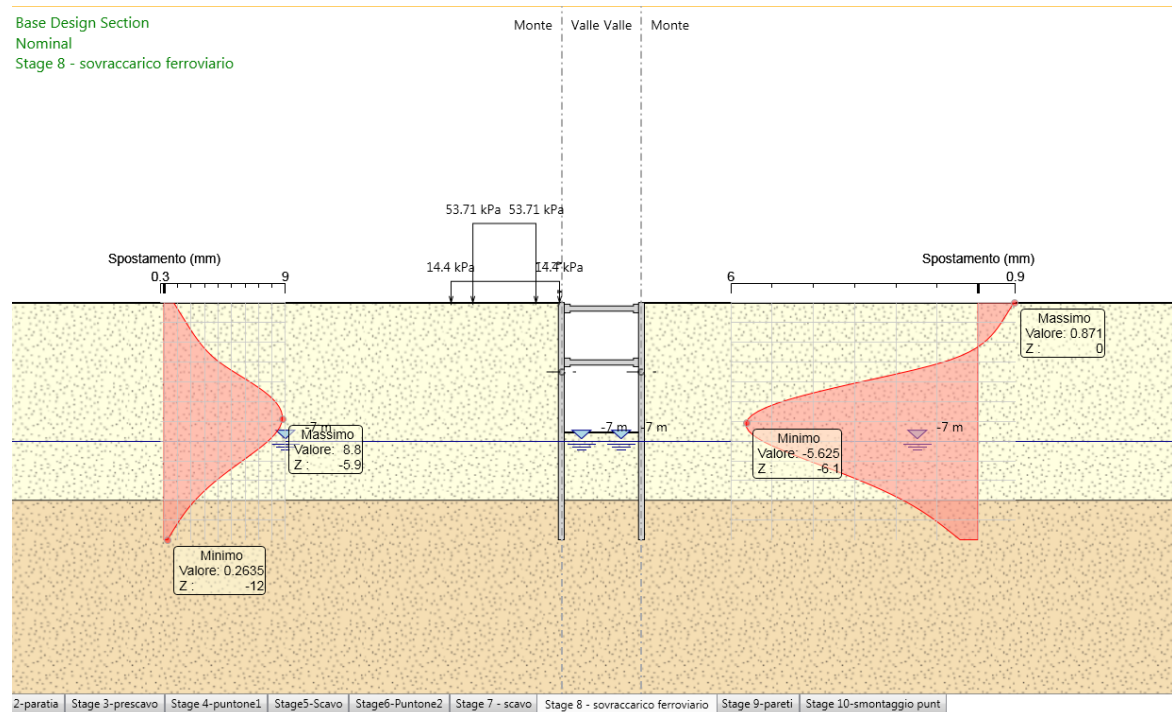 Base Design Section
Nominal
Stage 8 - sovraccarico ferroviario
Monte
Valle Valle
Monte
53.71 kPa
53.71 kPa
14.4 kPa
14.4 kPa
Spostamento (mm)
0.3
9
Spostamento (mm)
6
0.9
Massimo
Valore: 0.871
Z : 0
-7 m
Massimo
Valore: 8.8
Z : -5.9
-7 m
-7 m
-7 m
Minimo
Valore: -5.625
Z : -6.1
Minimo
Valore: 0.2635
Z : -12
2-paratia
Stage 3-prescavo
Stage 4-puntone1
Stage5-Scavo
Stage6-Puntone2
Stage 7 - scavo
Stage 8 - sovraccarico ferroviario
Stage 9-pareti
Stage 10-smontaggio punt